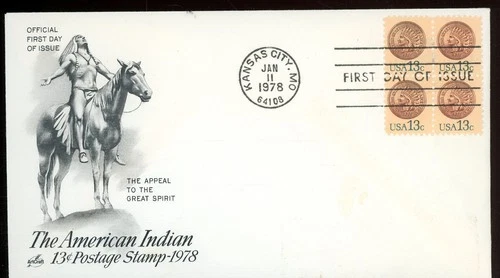 OFFICIAL
FIRST DAY
OF ISSUE
KANSAS CITY, MO
JAN
11
1978
64108
FIRST DAY OF ISSUE
USA 13c
USA 13c
USA 13c
USA 13c
THE APPEAL
TO THE
GREAT SPIRIT
The American Indian
13¢ Postage Stamp-1978